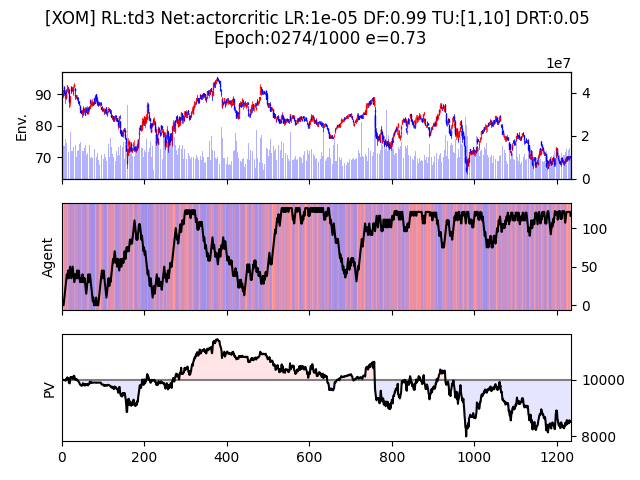 [XOM] RL:td3 Net:actorcritic LR:1e-05 DF:0.99 TU:[1,10] DRT:0.05
Epoch:0274/1000 e=0.73
1e7
Env.
90
80
70
4
2
0
Agent
100
50
0
PV
10000
8000
0 200 400 600 800 1000 1200